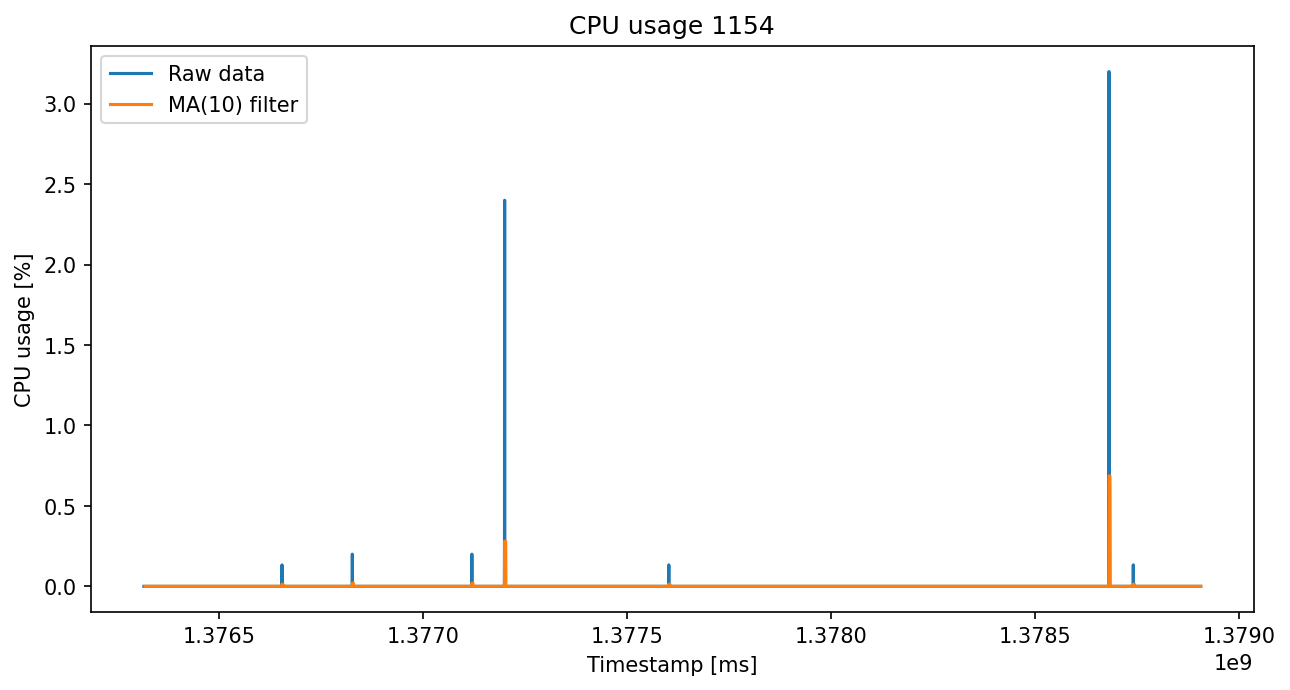 CPU usage 1154
Raw data
MA(10) filter
CPU usage [%]
3.0
2.5
2.0
1.5
1.0
0.5
0.0
1.3765 1.3770 1.3775 1.3780 1.3785 1.3790
1e9
Timestamp [ms]